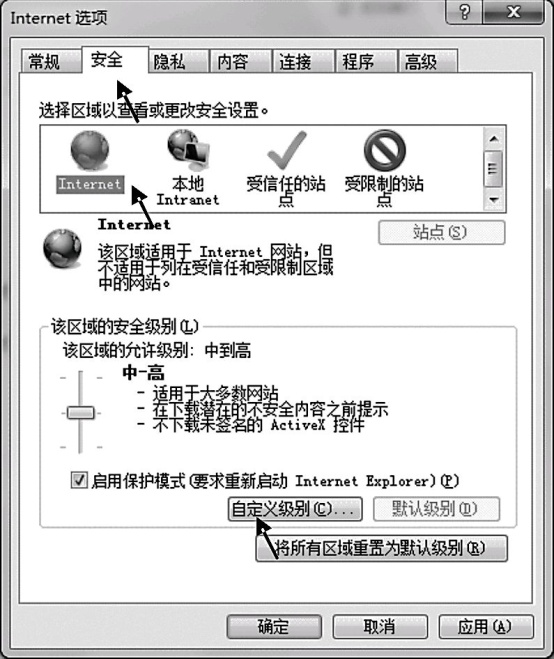 Internet 选项
?
常规 安全 隐私 内容 连接 程序 高级
选择区域以查看或更改安全设置。
Internet
本地
Intranet
受信任的站
点
受限制的站
点
Internet
站点(S)
该区域适用于 Internet 网站，但
不适用于列在受信任和受限制区域
中的网站。
该区域的安全级别(L)
该区域的允许级别: 中到高
中-高
- 适用于大多数网站
- 在下载潜在的不安全内容之前提示
- 不下载未签名的 ActiveX 控件
启用保护模式(要求重新启动 Internet Explorer)(P)
自定义级别(C)... 默认级别(D)
将所有区域重置为默认级别(R)
确定 取消 应用(A)